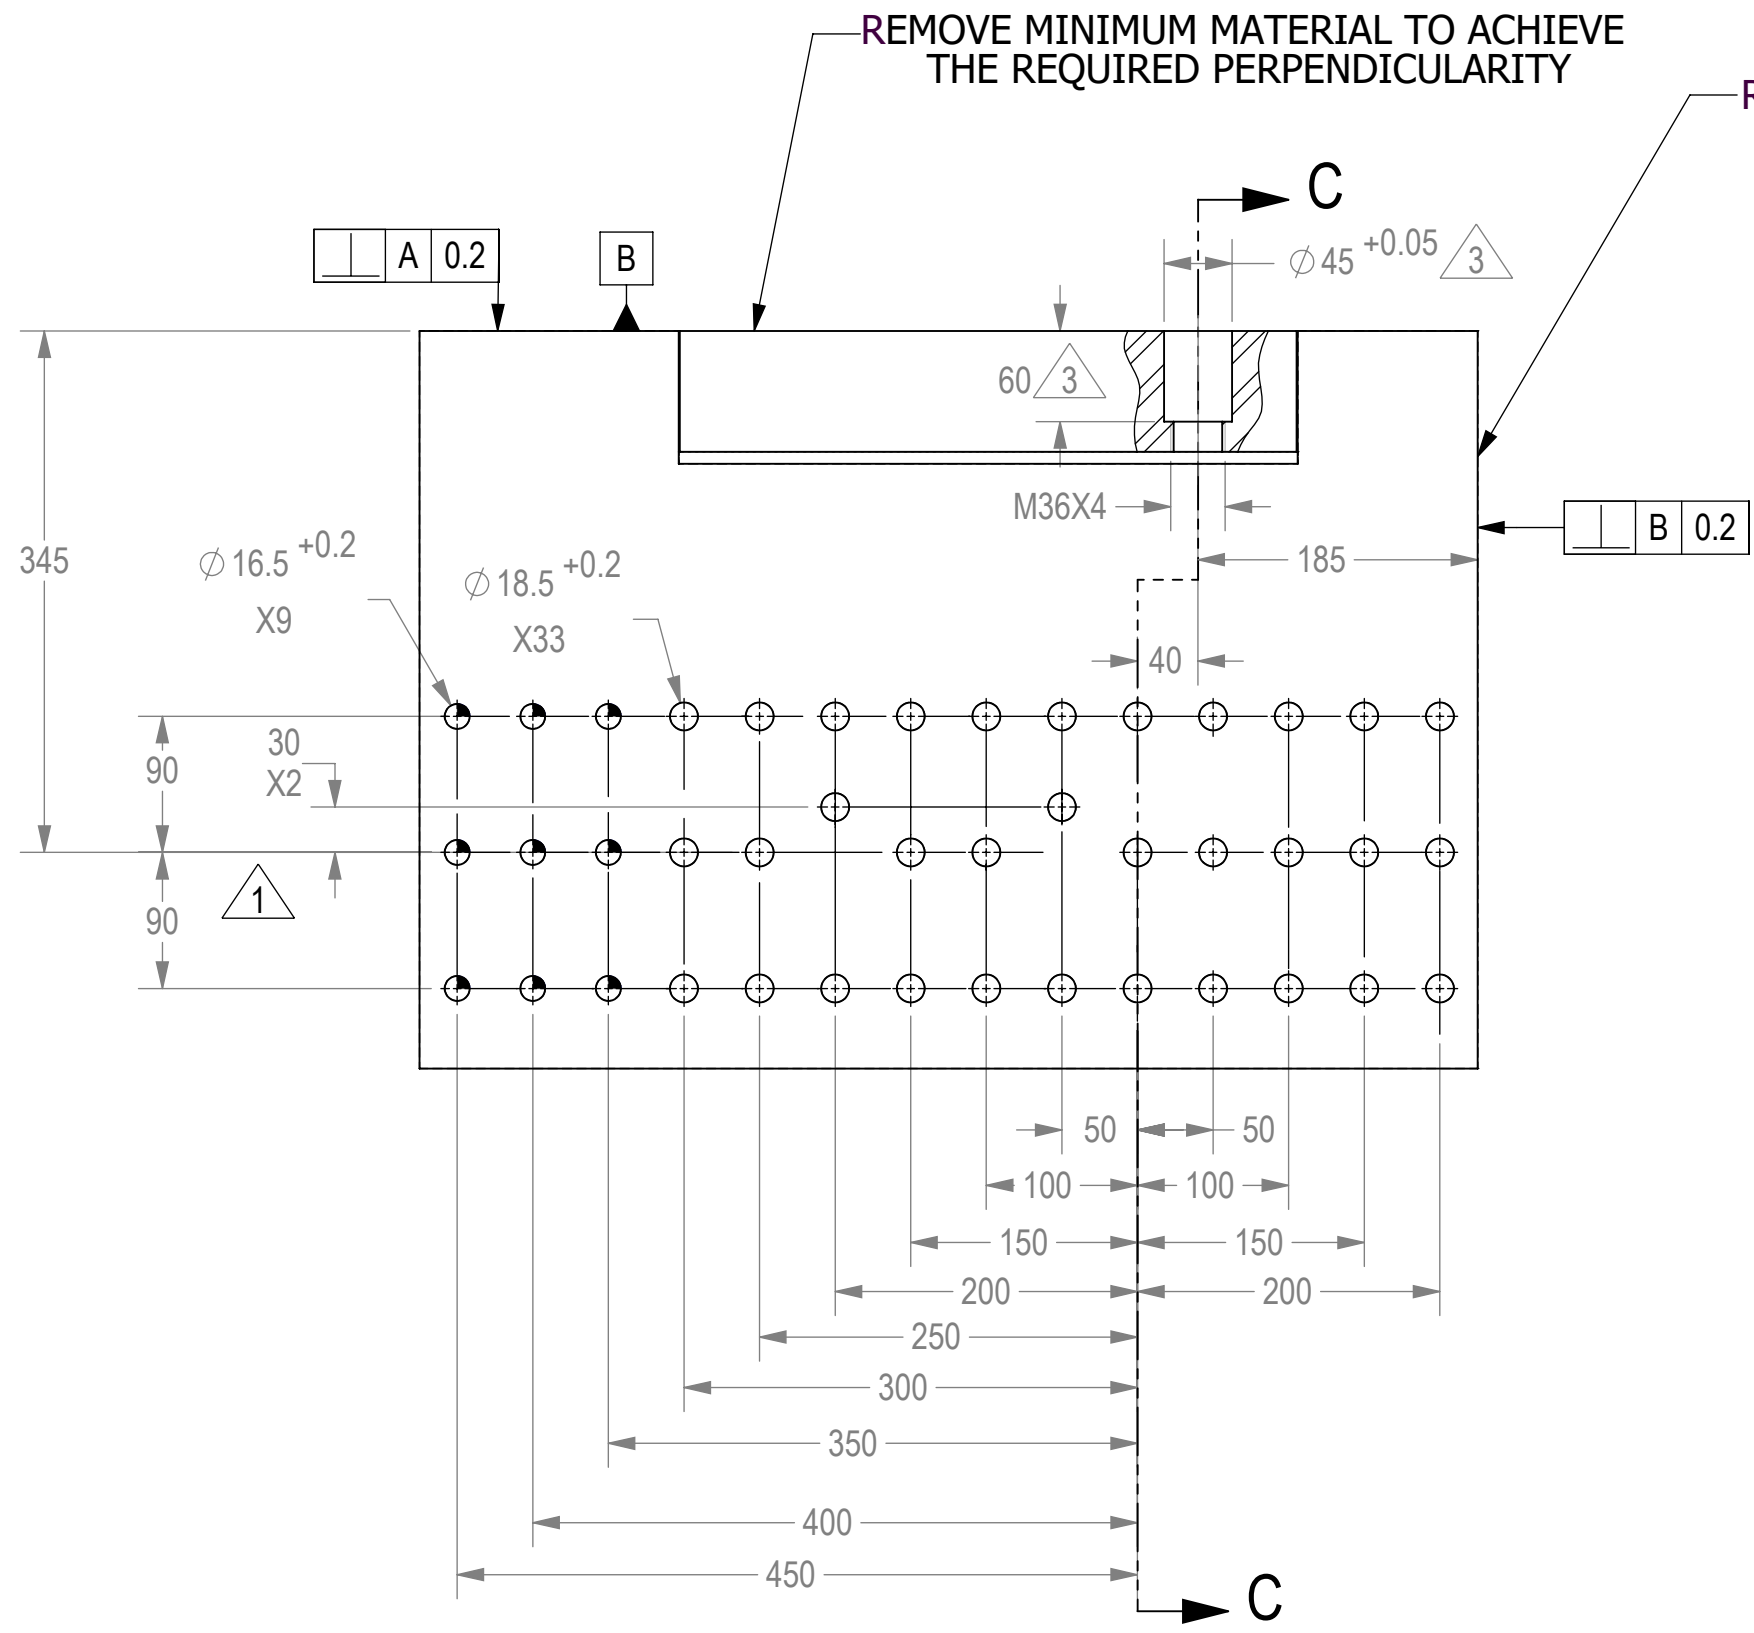 REMOVE MINIMUM MATERIAL TO ACHIEVE
THE REQUIRED PERPENDICULARITY
R
C
A 0.2
B
⌀45 +0.05 3
60 3
M36X4
B 0.2
345
⌀16.5 +0.2
X9
⌀18.5 +0.2
X33
185
40
30
X2
90
1
90
50 50
100 100
150 150
200 200
250
300
350
400
450
C